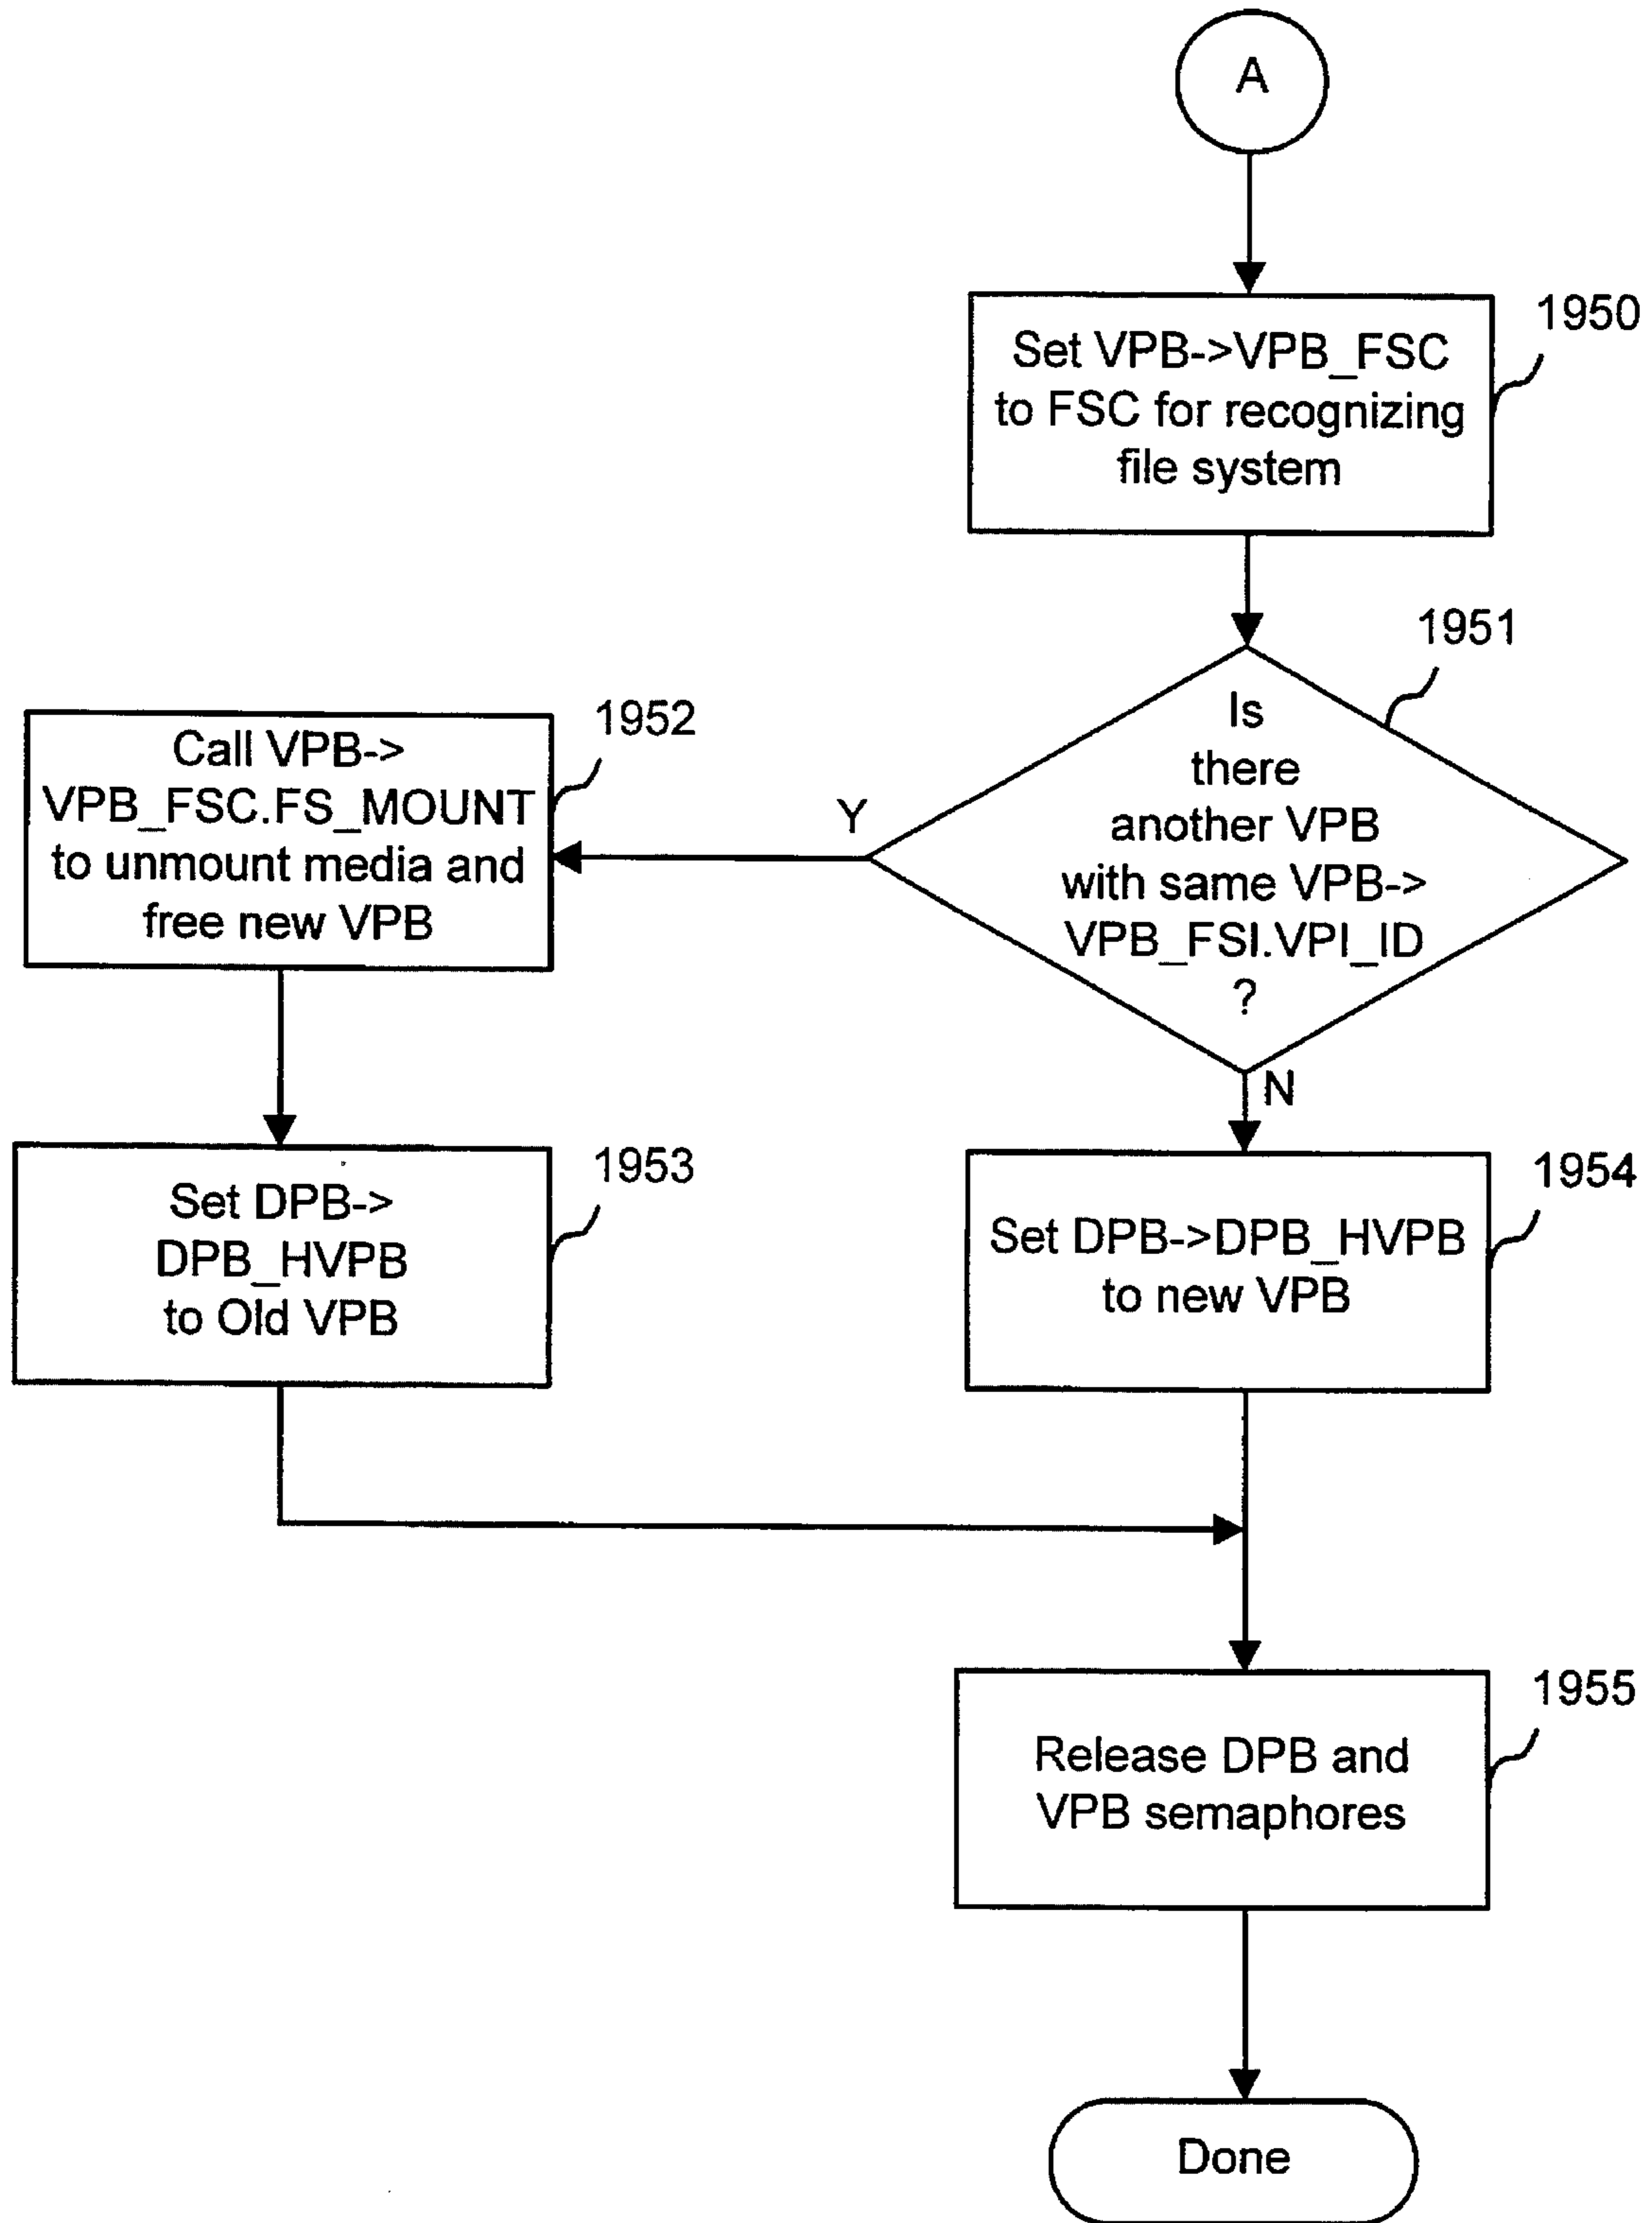 A
1950
Set VPB->VPB_FSC
to FSC for recognizing
file system
1951
Is
there
another VPB
with same VPB->
VPB_FSI.VPI_ID
?
Y
N
1952
Call VPB->
VPB_FSC.FS_MOUNT
to unmount media and
free new VPB
1953
Set DPB->
DPB_HVPB
to Old VPB
1954
Set DPB->DPB_HVPB
to new VPB
1955
Release DPB and
VPB semaphores
Done